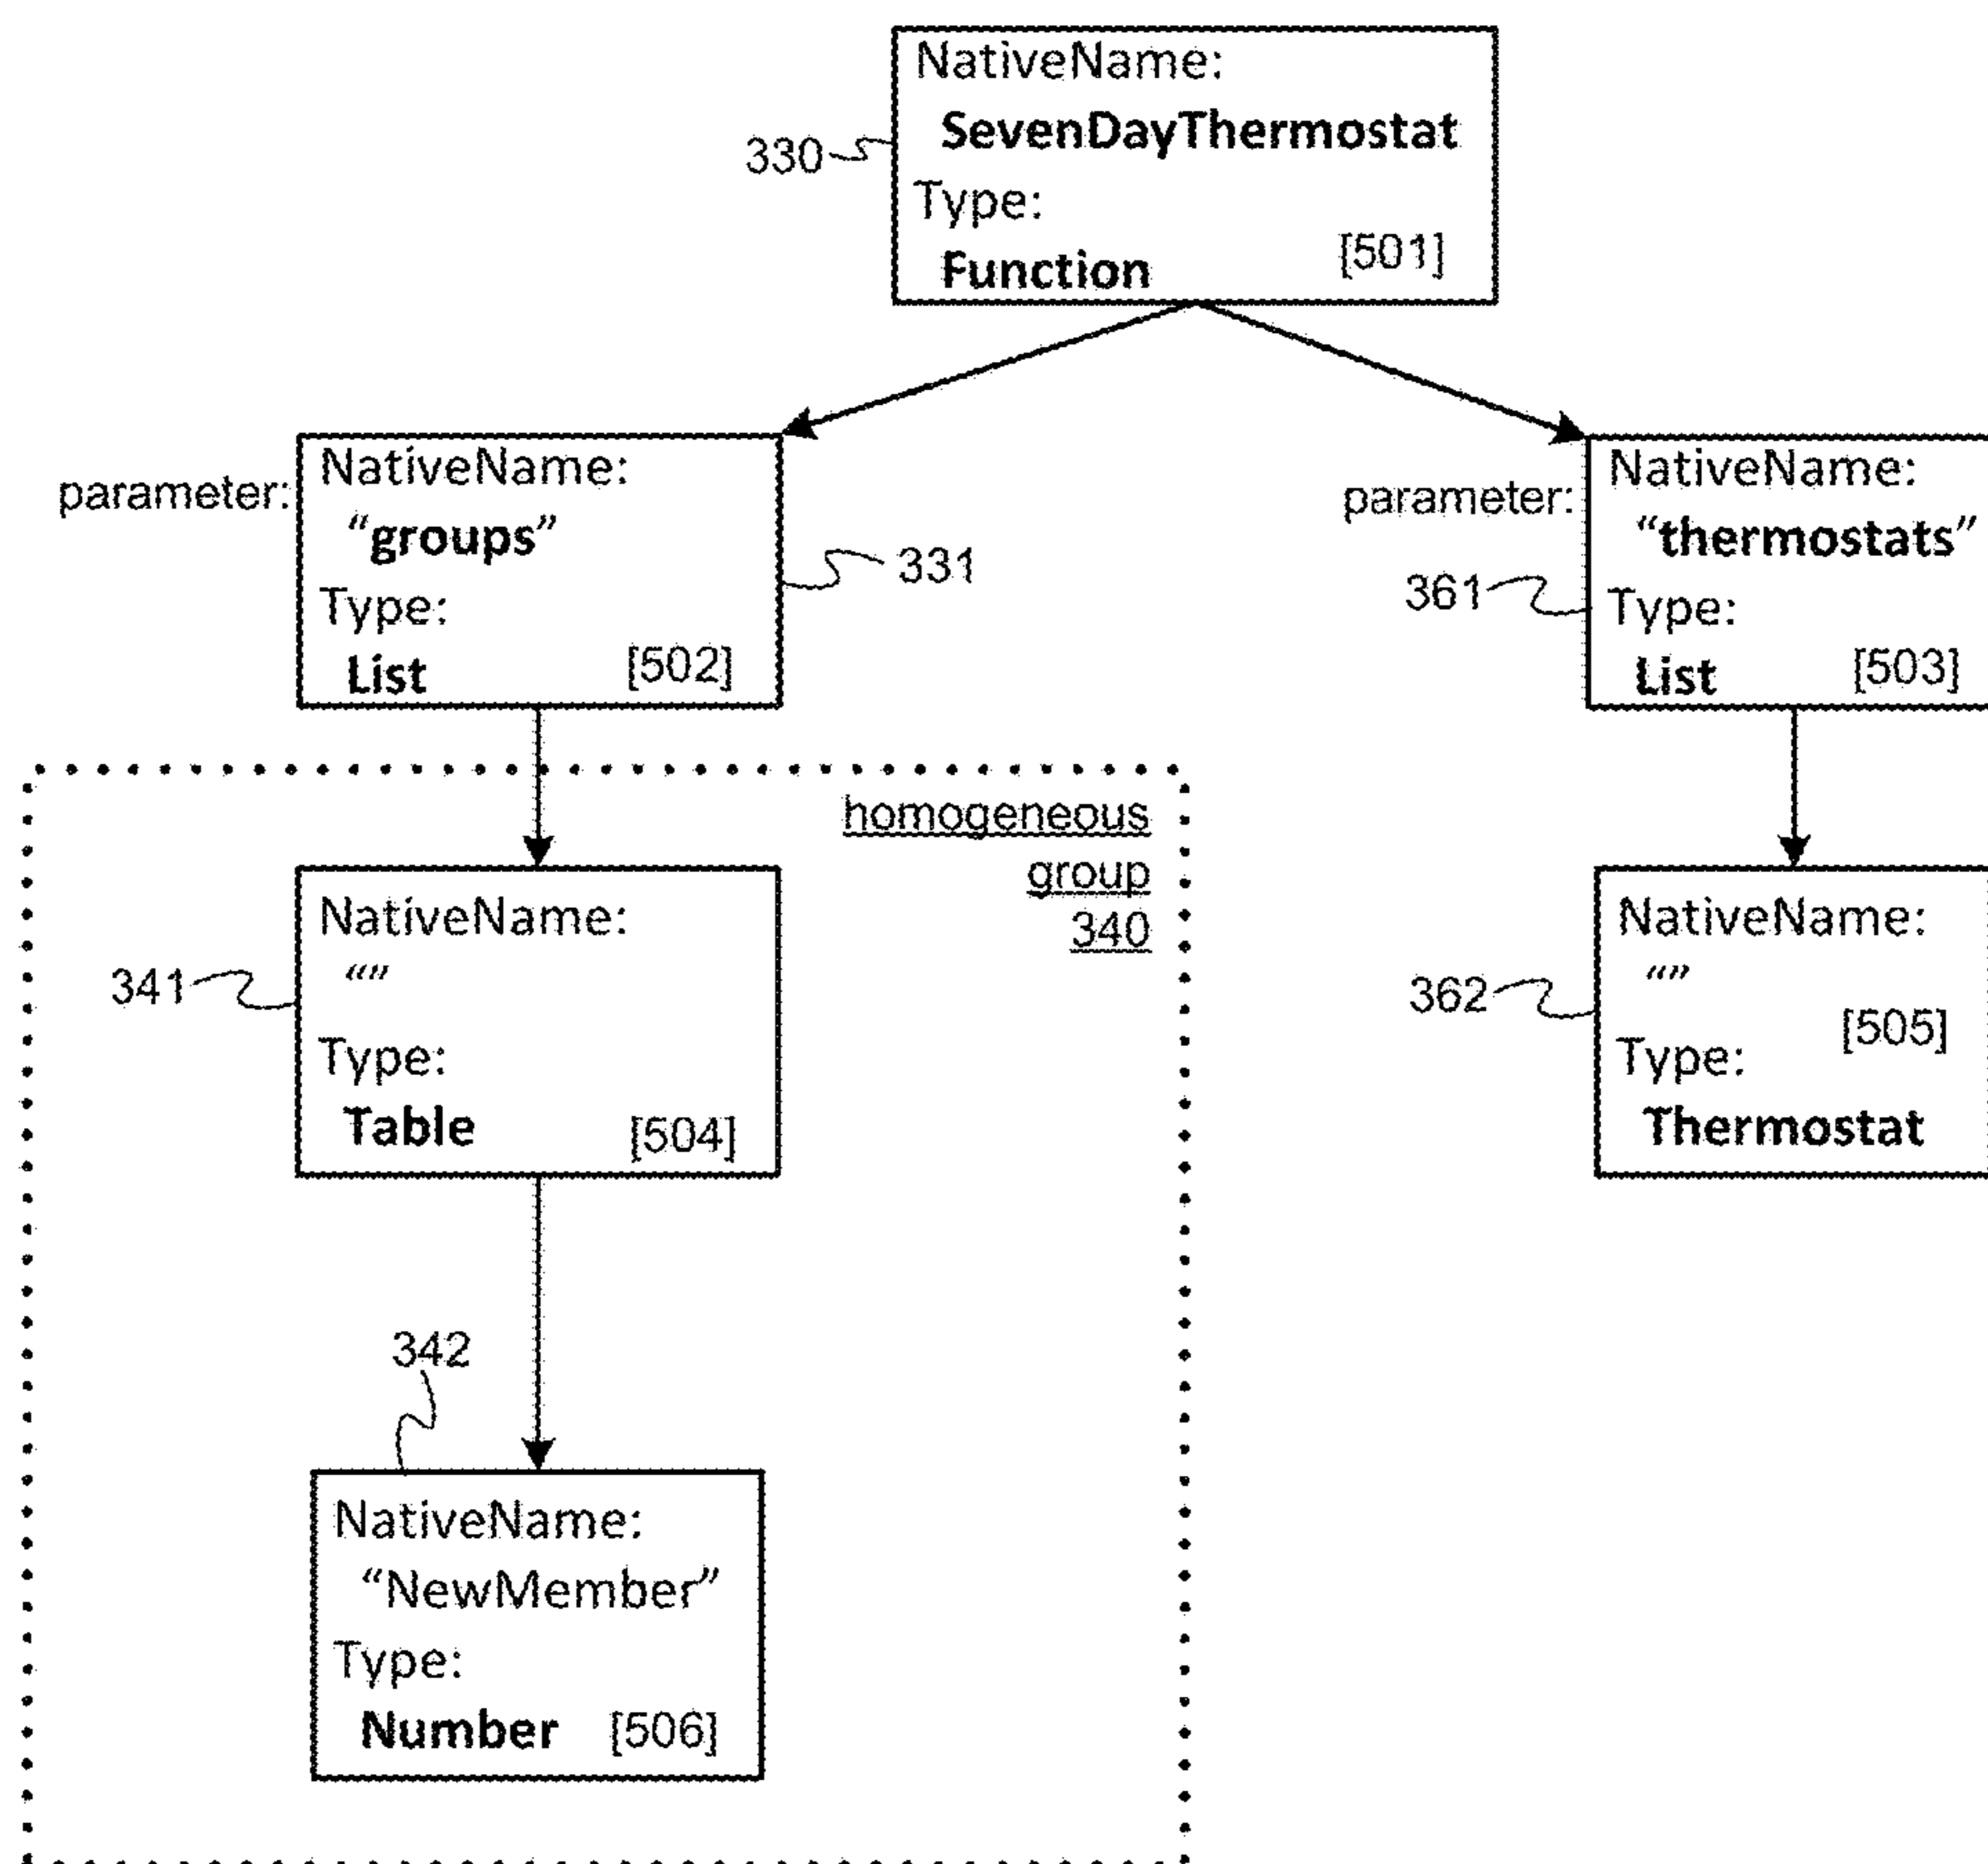 NativeName:
SevenDayThermostat
330
Type:
Function [501]
parameter:
NativeName:
“groups”
331
Type:
List [502]
parameter:
NativeName:
“thermostats”
361
Type:
List [503]
homogeneous
group
340
NativeName:
“”
341
Type:
Table [504]
NativeName:
“”
362
[505]
Type:
Thermostat
342
NativeName:
“NewMember”
Type:
Number [506]